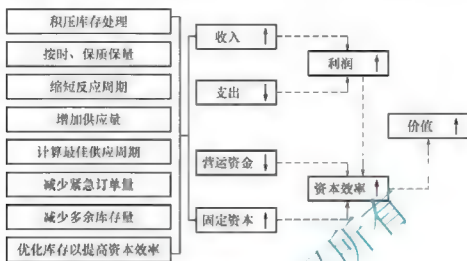 积压库存处理
按时、保质保量
缩短反应周期
增加供应量
计算最佳供应周期
减少紧急订单量
减少多余库存量
优化库存以提高资本效率
收入 ↑
支出 ↓
营运资金 ↓
固定资本 ↑
利润 ↑
资本效率 ↑
价值 ↑
所有